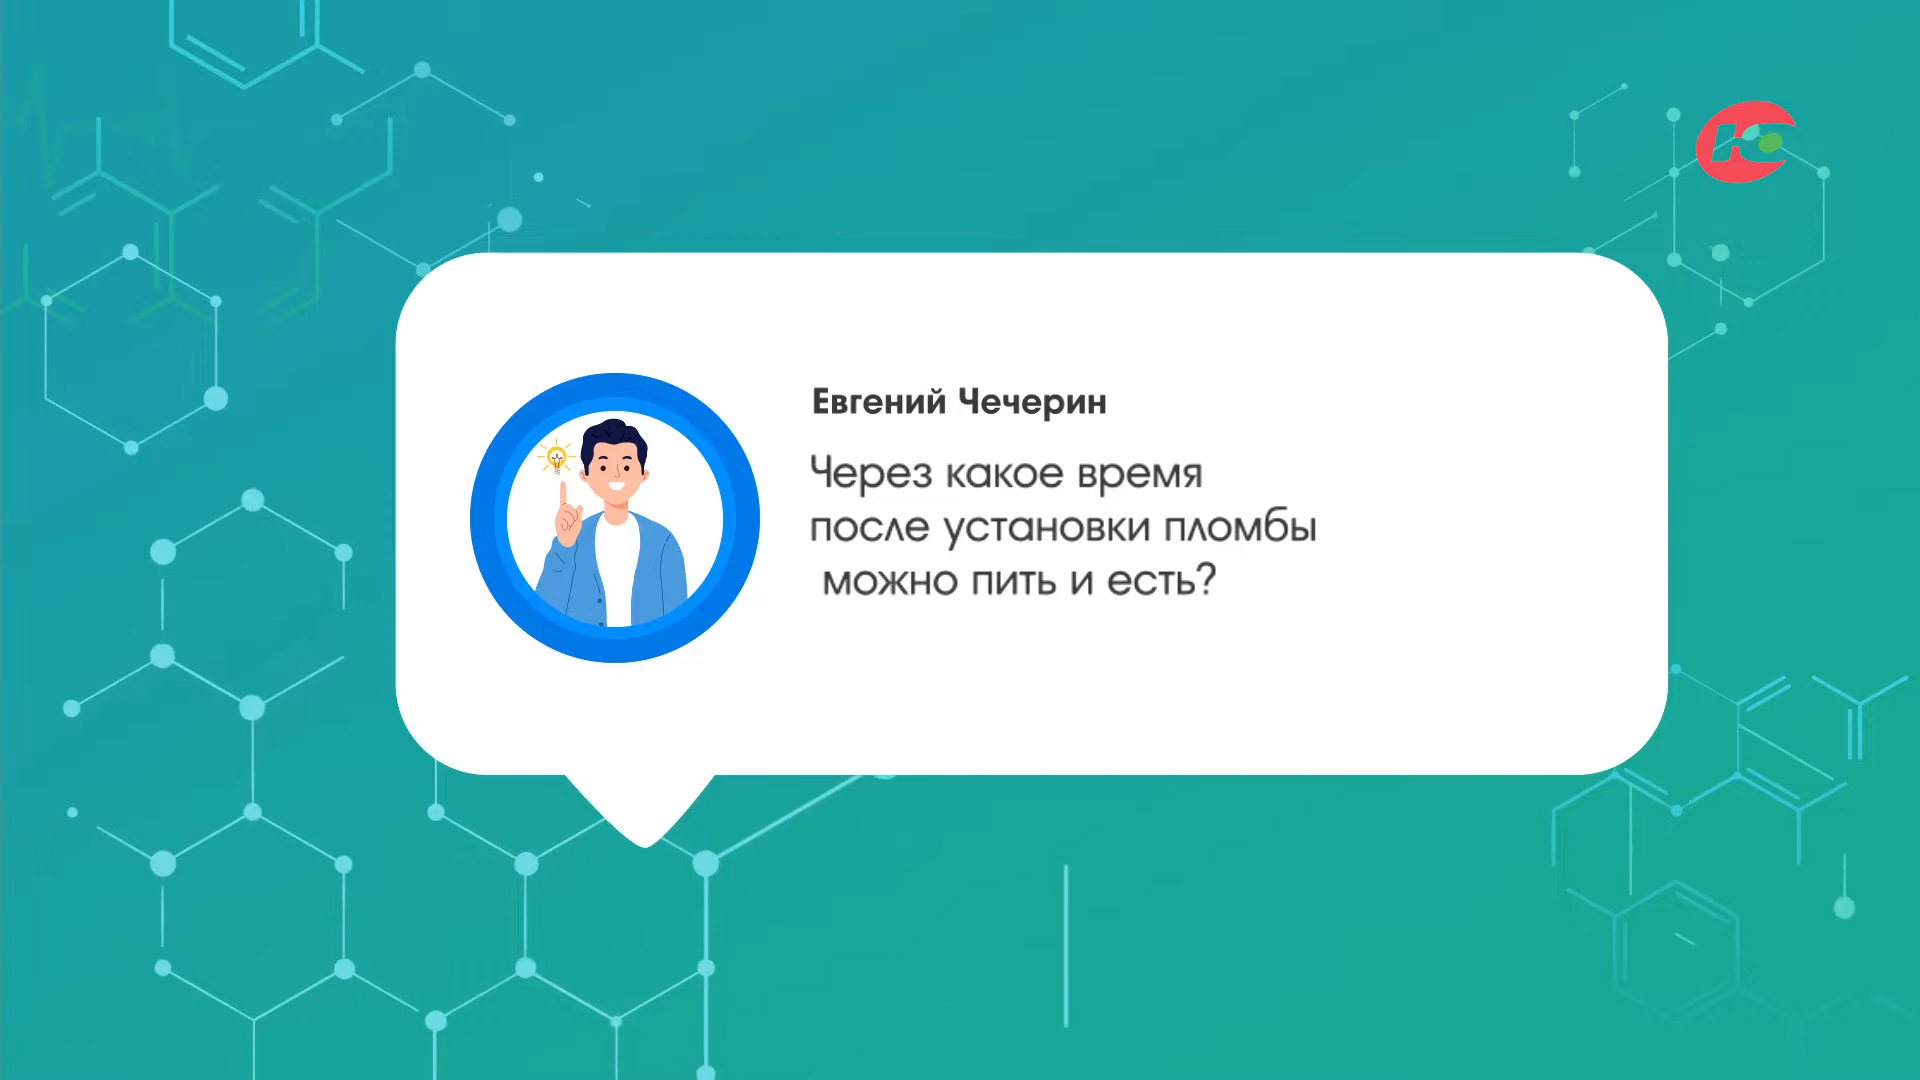 Евгений Чечерин
Через какое время
после установки пломбы
можно пить и есть?